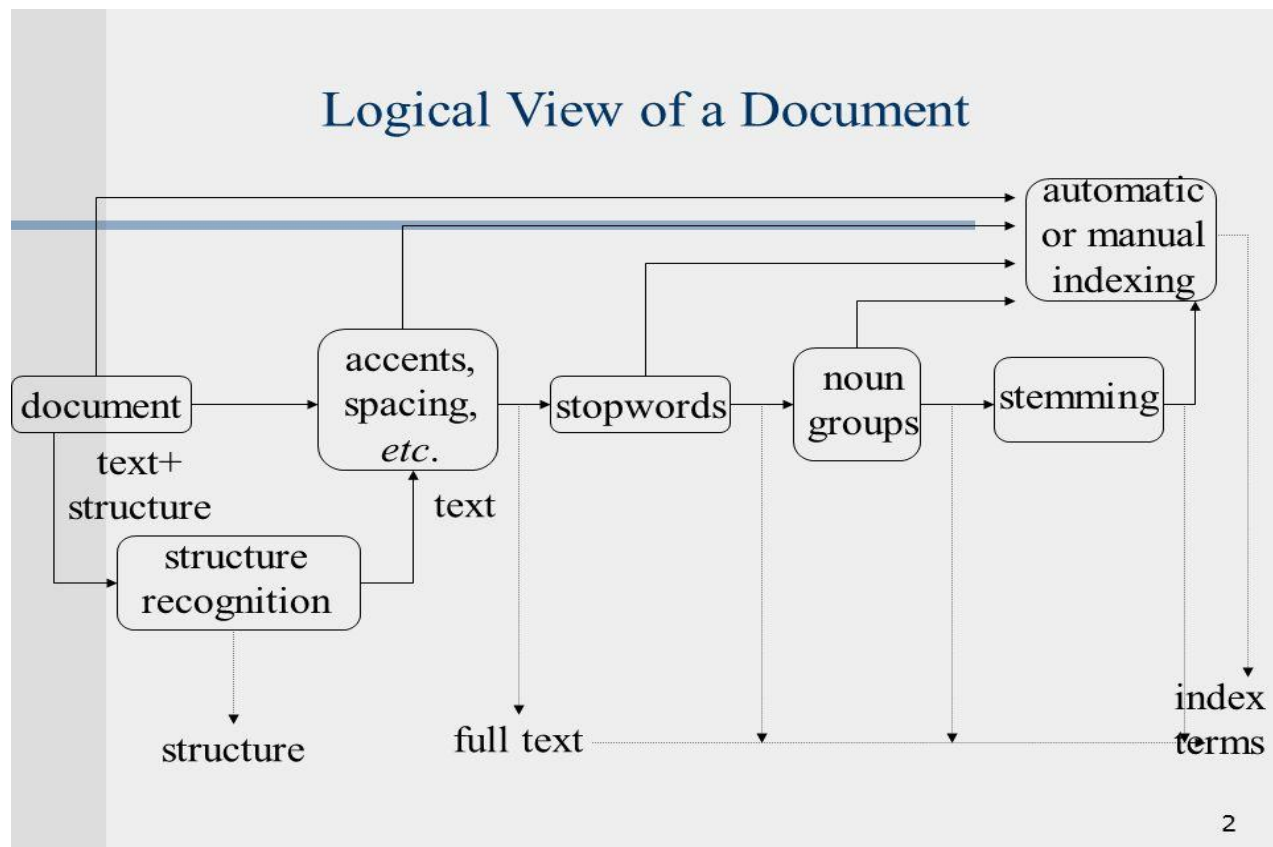 Logical View of a Document
automatic
or manual
indexing
accents,
spacing,
etc.
document
stopwords
noun
groups
stemming
text+
structure
text
structure
recognition
structure
full text
index
terms
2